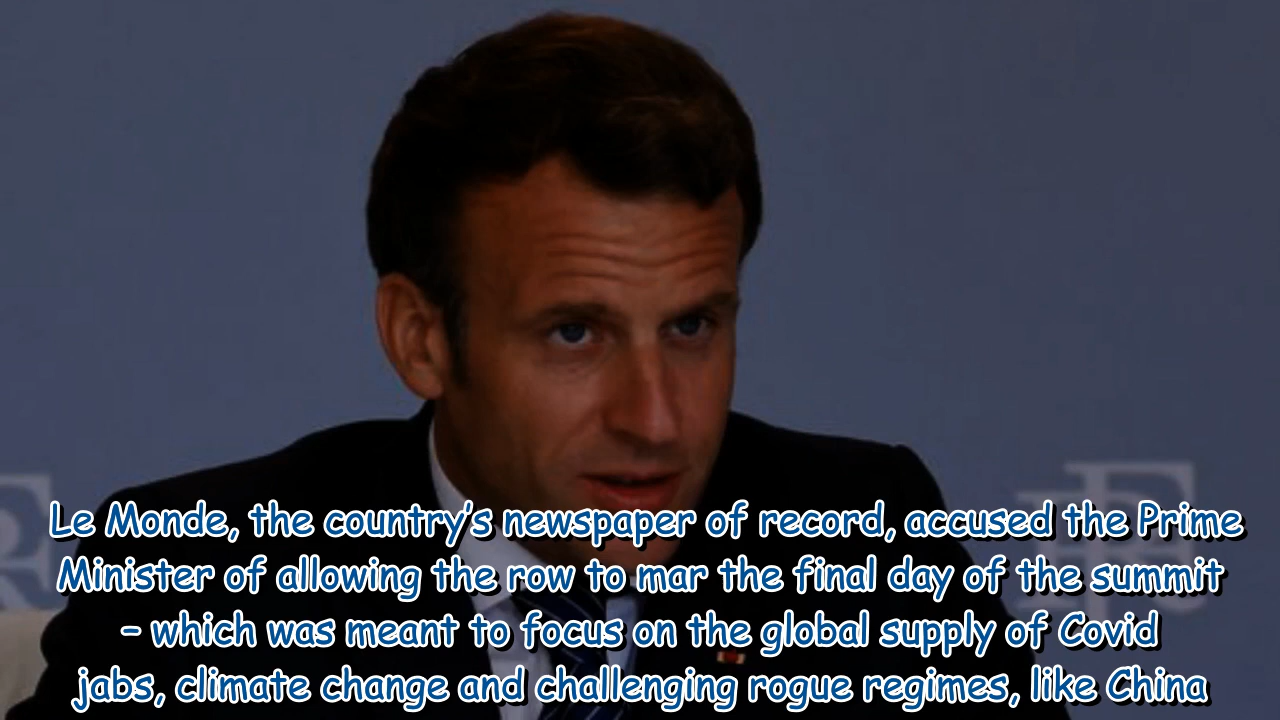 Le Monde, the country's newspaper of record, accused the Prime
Minister of allowing the row to mar the final day of the summit
– which was meant to focus on the global supply of Covid
jabs, climate change and challenging rogue regimes, like China